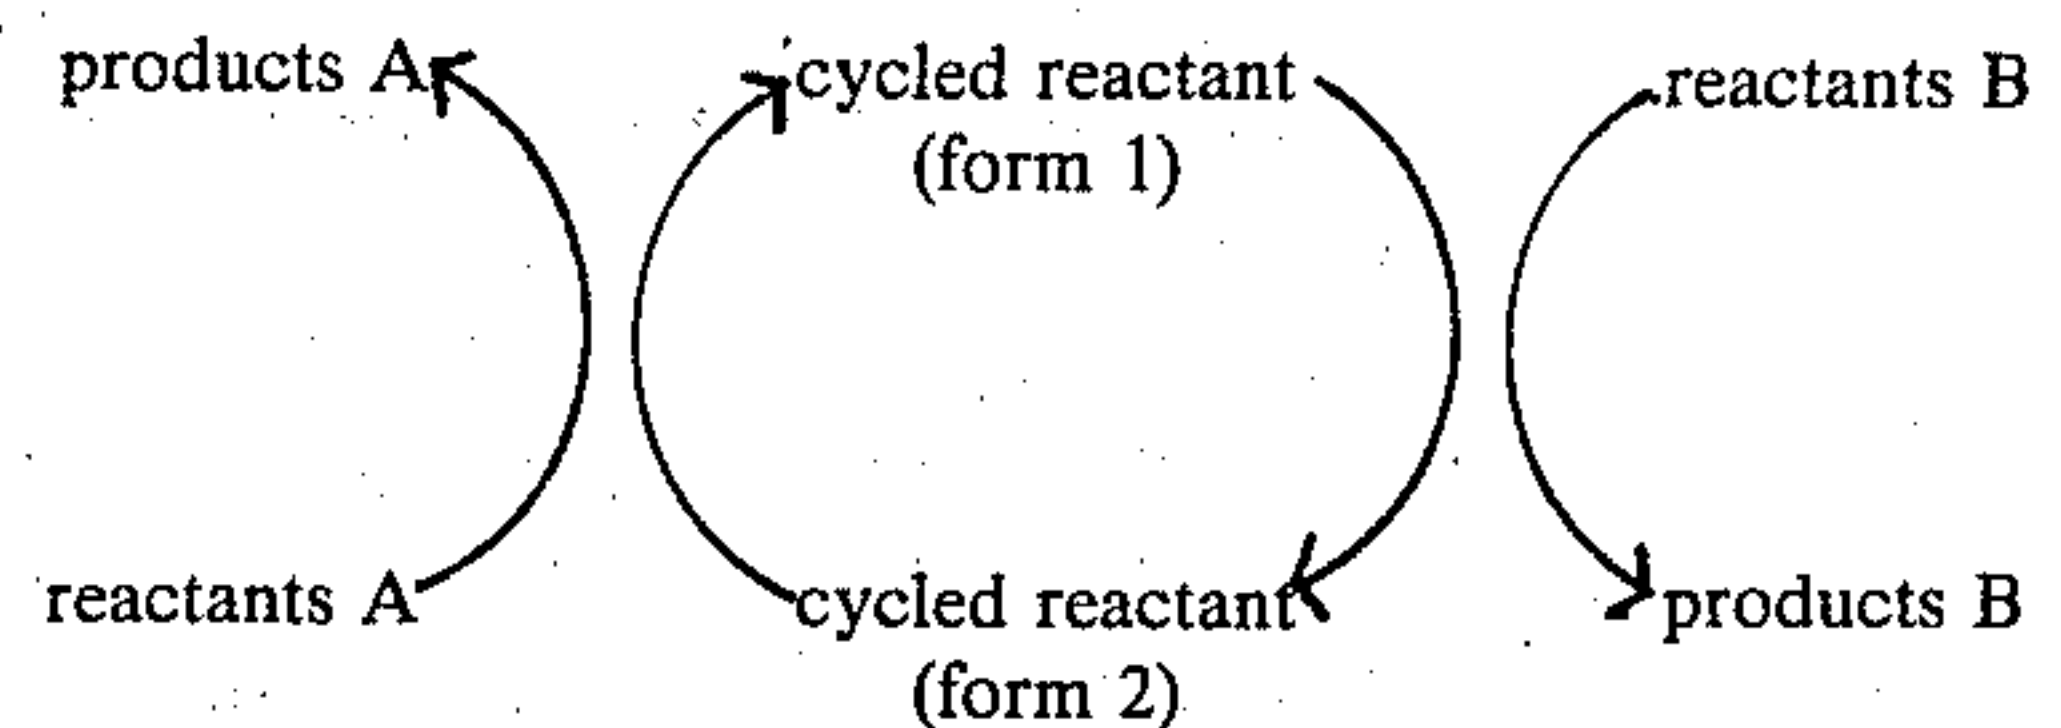 products A cycled reactant reactants B
(form 1)
reactants A cycled reactant products B
(form 2)